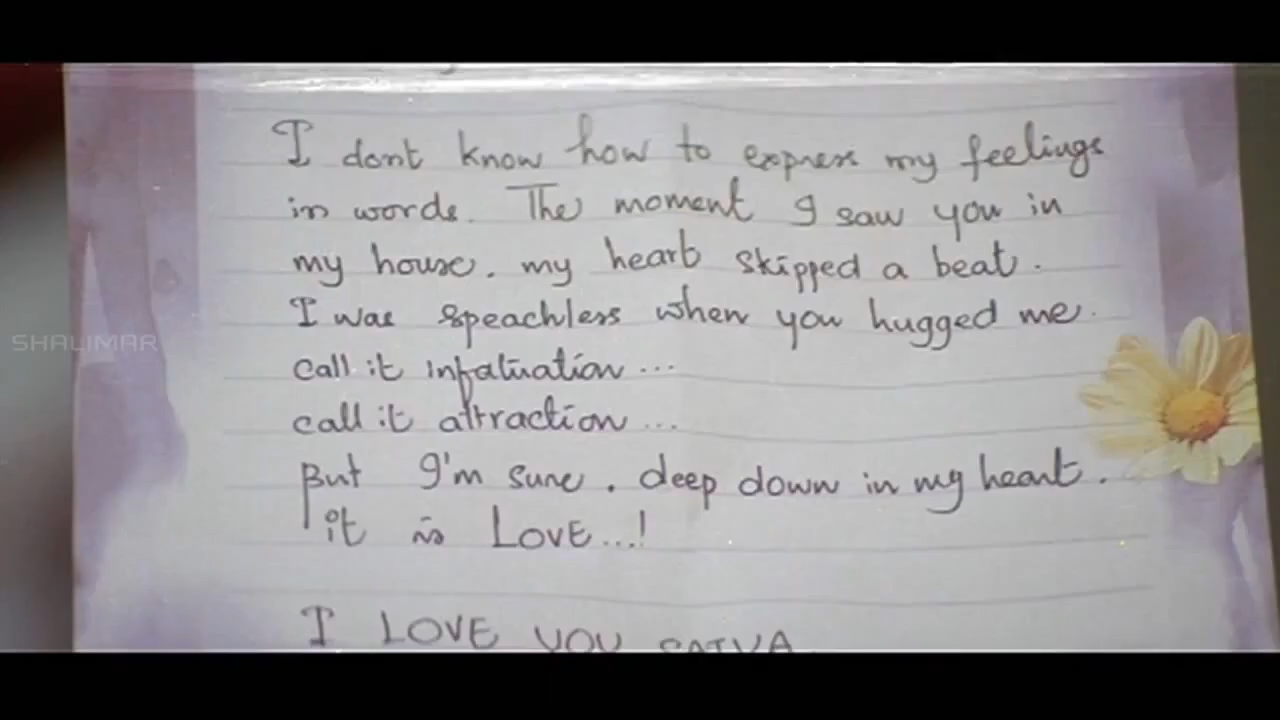 I dont know how to express my feelings
in words. The moment I saw you in
my house. my heart skipped a beat.
I was speachless when you hugged me.
call it infatuation...
call it attraction...
But I'm sure. deep down in my heart.
it is LOVE...!
I LOVE YOU SATYA
SHALIMAR